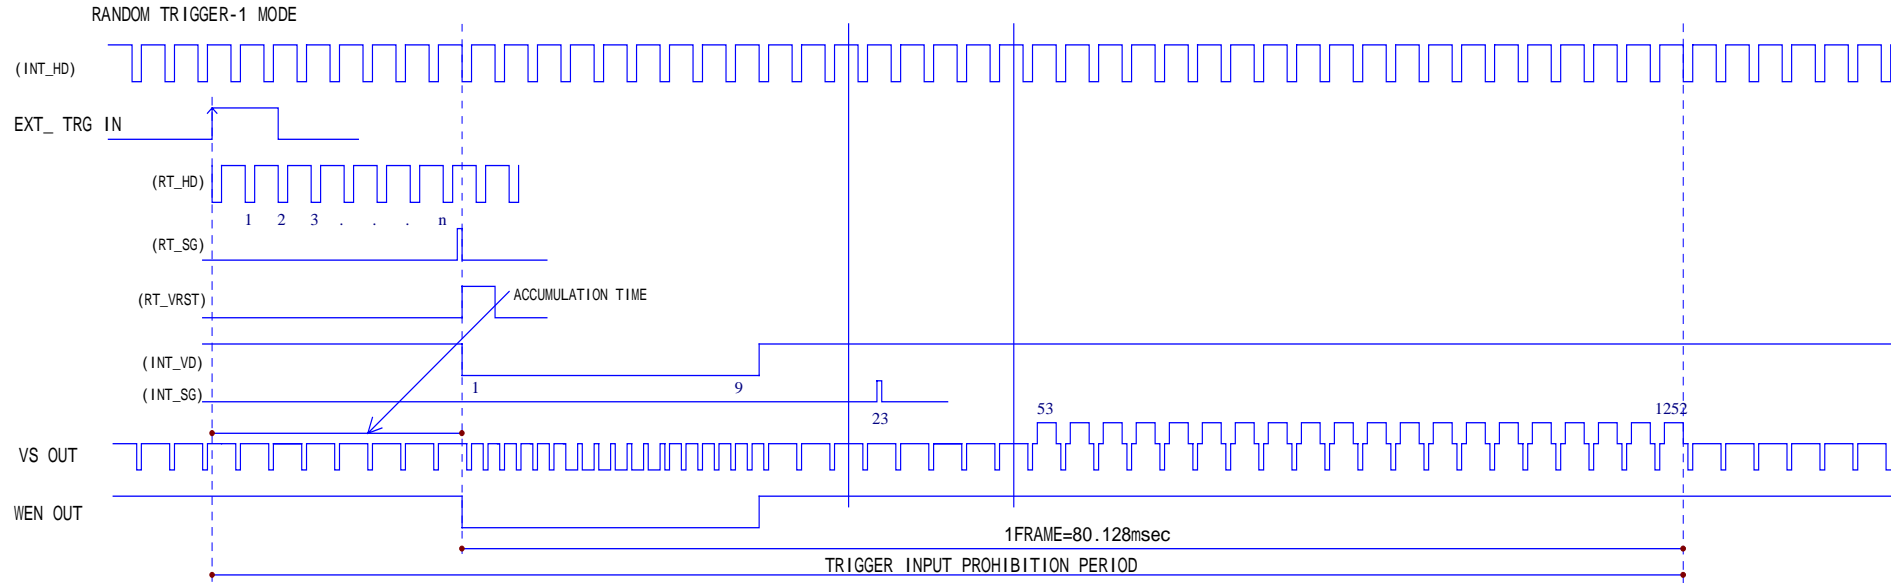 RANDOM TRIGGER-1 MODE
(INT_HD)
EXT_ TRG IN
(RT_HD)
1 2 3 . . . n
(RT_SG)
(RT_VRST)
ACCUMULATION TIME
(INT_VD)
1 9
(INT_SG)
23
53 1252
VS OUT
WEN OUT
1FRAME=80.128msec
TRIGGER INPUT PROHIBITION PERIOD